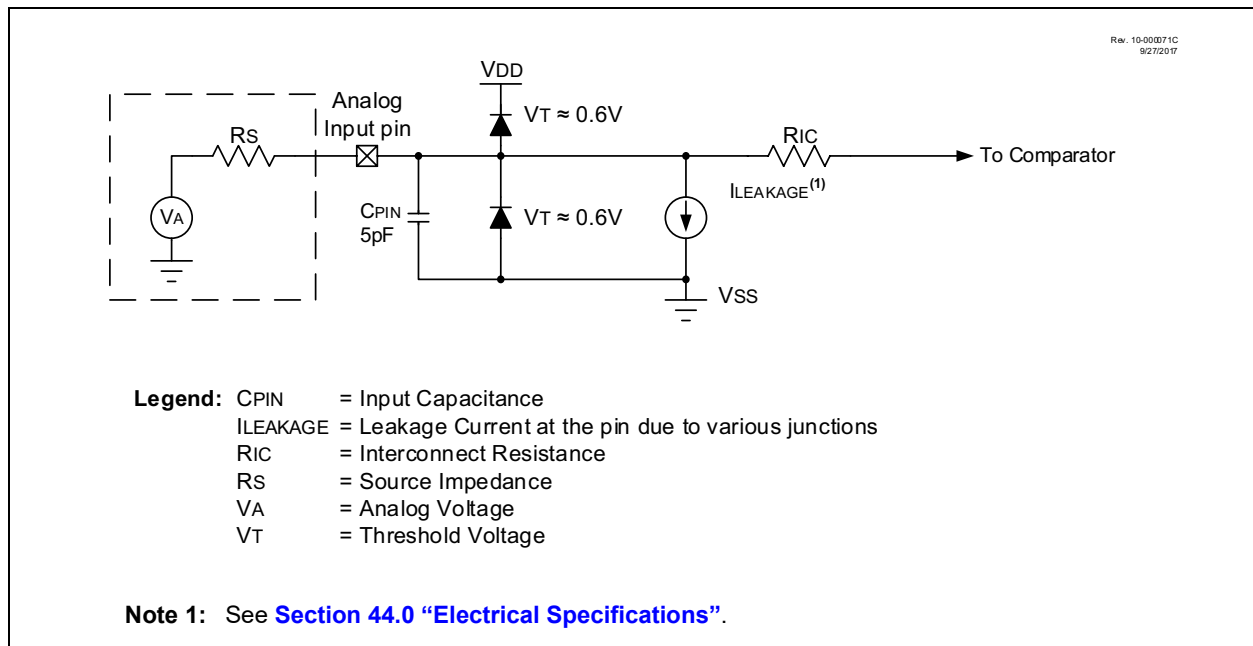 Rev. 10-000071C
9/27/2017
VDD
Analog
Input pin
VT ≈ 0.6V
RS
RIC
To Comparator
ILEAKAGE(1)
VA
CPIN
5pF
VT ≈ 0.6V
VSS
Legend: CPIN = Input Capacitance
ILEAKAGE = Leakage Current at the pin due to various junctions
RIC = Interconnect Resistance
RS = Source Impedance
VA = Analog Voltage
VT = Threshold Voltage
Note 1: See Section 44.0 “Electrical Specifications”.